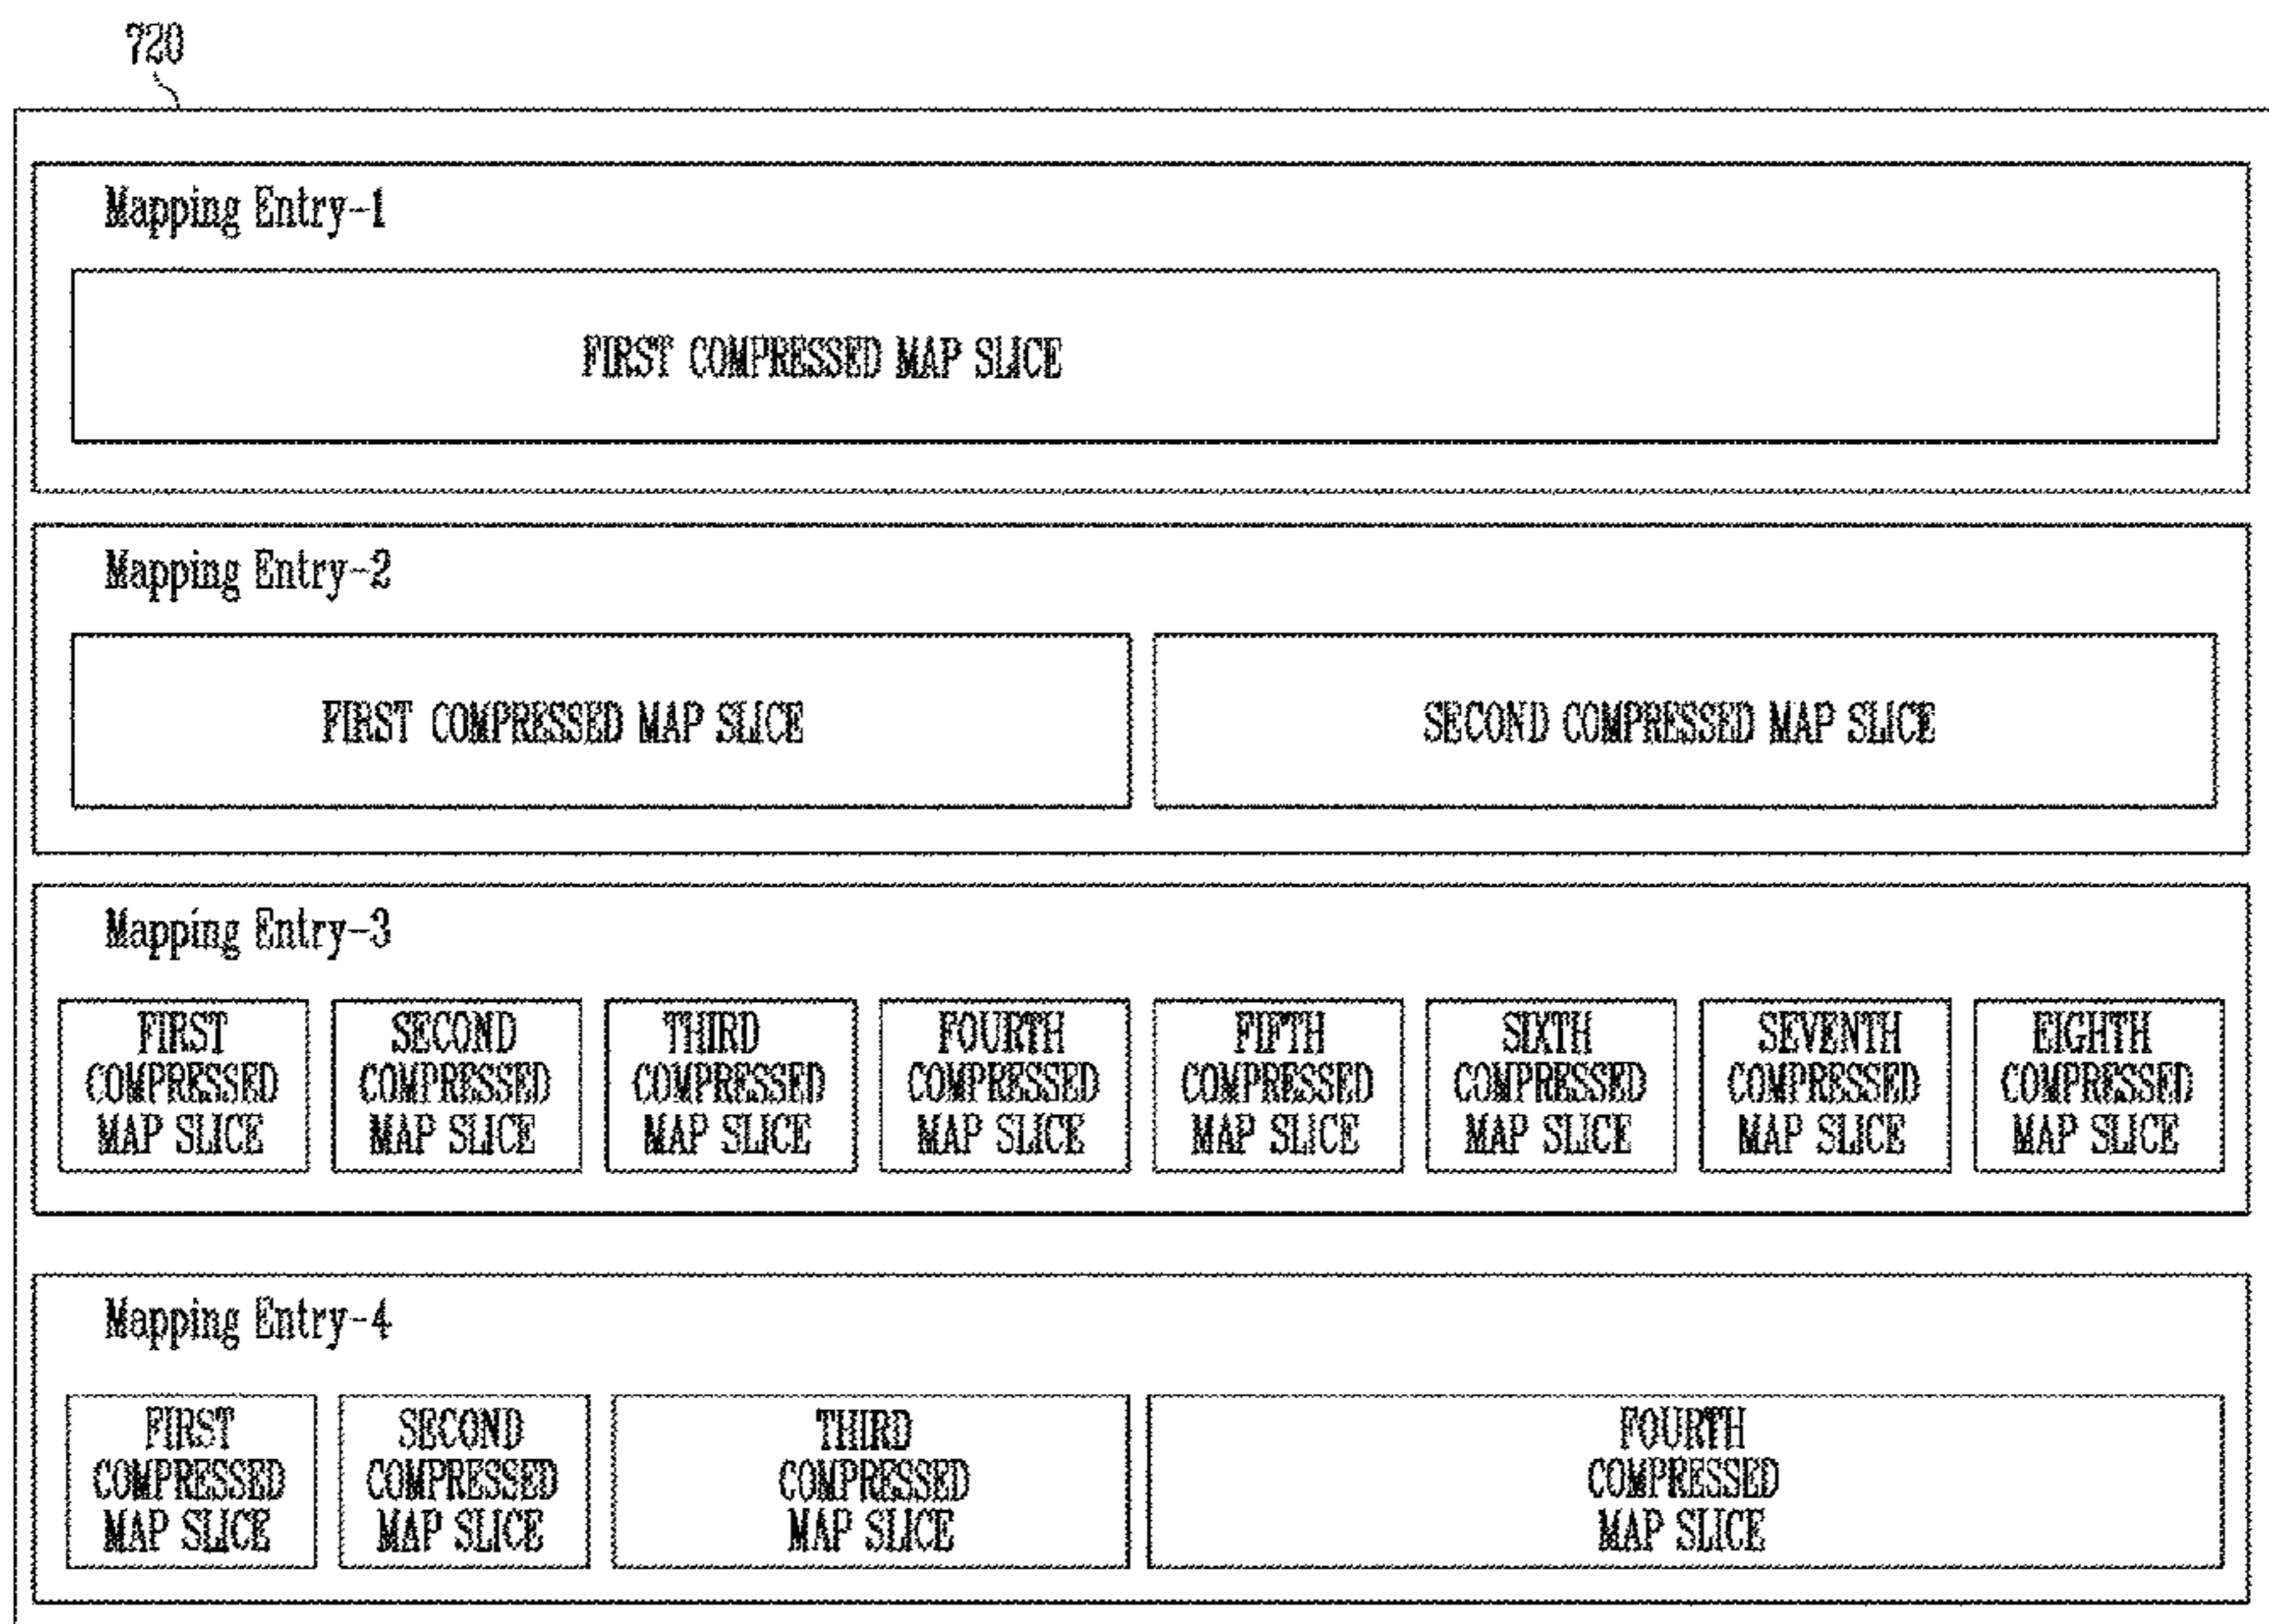 720
Mapping Entry-1
FIRST COMPRESSED MAP SLICE
Mapping Entry-2
FIRST COMPRESSED MAP SLICE
SECOND COMPRESSED MAP SLICE
Mapping Entry-3
FIRST
COMPRESSED
MAP SLICE
SECOND
COMPRESSED
MAP SLICE
THIRD
COMPRESSED
MAP SLICE
FOURTH
COMPRESSED
MAP SLICE
FIFTH
COMPRESSED
MAP SLICE
SIXTH
COMPRESSED
MAP SLICE
SEVENTH
COMPRESSED
MAP SLICE
EIGHTH
COMPRESSED
MAP SLICE
Mapping Entry-4
FIRST
COMPRESSED
MAP SLICE
SECOND
COMPRESSED
MAP SLICE
THIRD
COMPRESSED
MAP SLICE
FOURTH
COMPRESSED
MAP SLICE